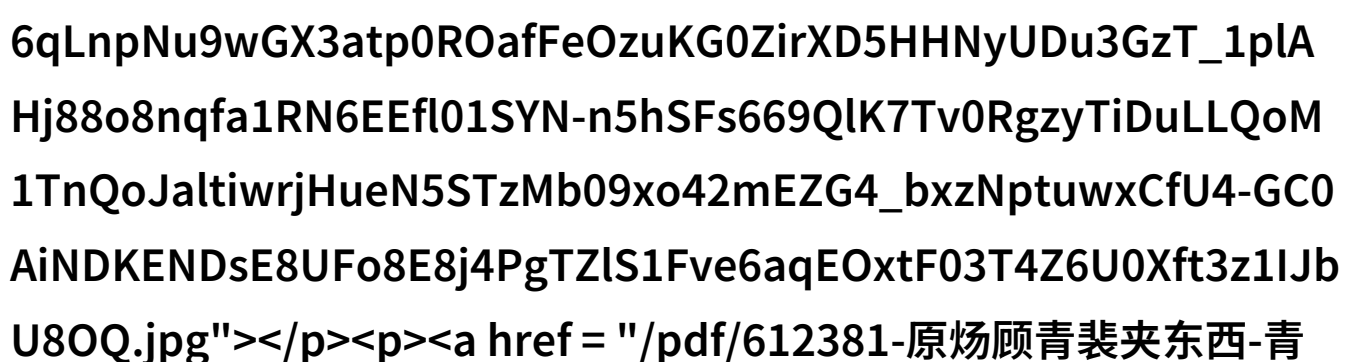 6qLnpNu9wGX3atp0ROafFeOzuKG0ZirXD5HHNyUDu3GzT_1plA
Hj88o8nqfa1RN6EEfl01SYN-n5hSFs669QlK7Tv0RgzyTiDuLLQoM
1TnQoJaltiwrjHueN5STzMb09xo42mEZG4_bxzNptuwxCfU4-GC0
AiNDKENDsE8UFo8E8j4PgTZlS1Fve6aqEOxtF03T4Z6U0Xft3z1IJb
U8OQ.jpg"></p><p><a href = "/pdf/612381-原炀顾青裴夹东西-青